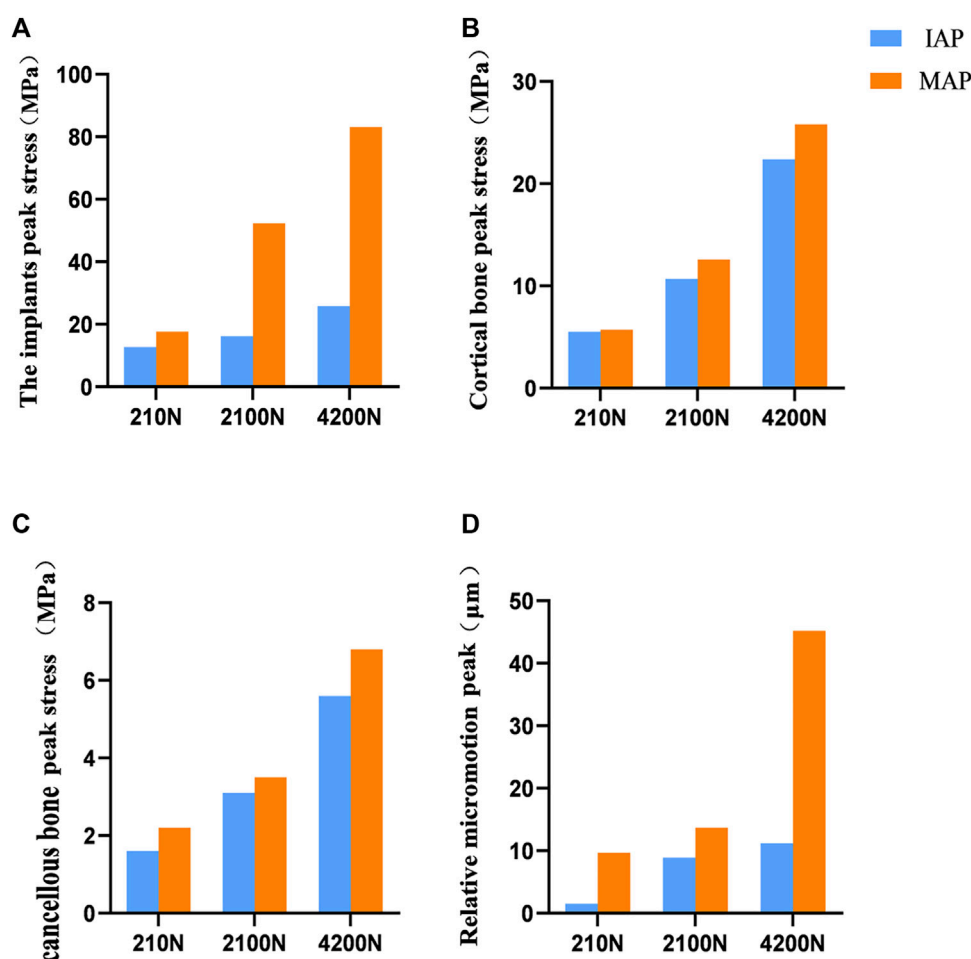 A
The implants peak stress（MPa）
100
80
60
40
20
0
210N 2100N 4200N
B
Cortical bone peak stress（MPa）
30
20
10
0
210N 2100N 4200N
IAP
MAP
C
cancellous bone peak stress（MPa）
8
6
4
2
0
210N 2100N 4200N
D
Relative micromotion peak（μm）
50
40
30
20
10
0
210N 2100N 4200N